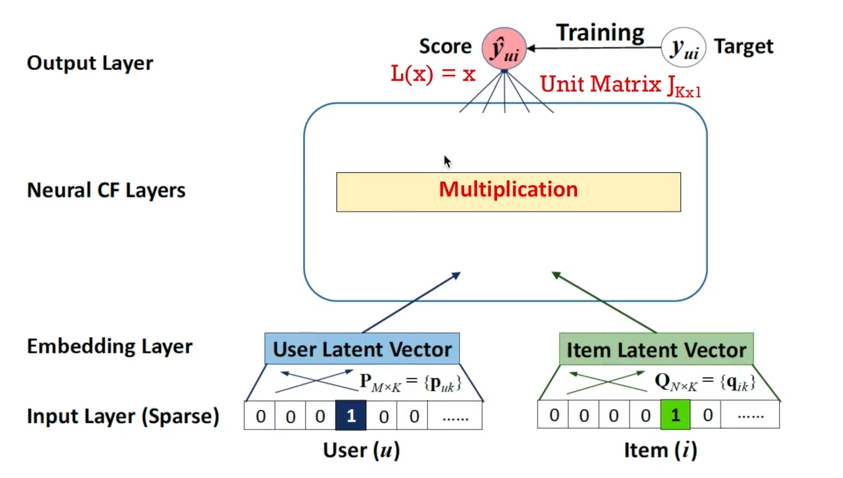 Output Layer
Score
ŷui
Training
yui
Target
L(x) = x
Unit Matrix JKx1
Neural CF Layers
Multiplication
Embedding Layer
User Latent Vector
Item Latent Vector
PM×K = {puk}
QN×K = {qik}
Input Layer (Sparse)
0 0 0 1 0 0 ......
0 0 0 0 1 0 ......
User (u)
Item (i)